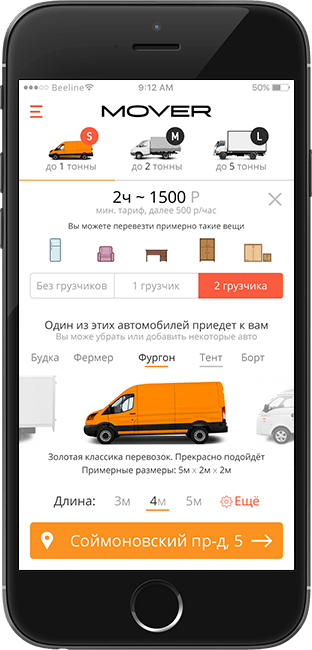 Beeline 9:12 AM 50%
MOVER
S M L
до 1 тонны до 2 тонны до 5 тонны
2ч ~ 1500 Р
мин. тариф, далее 500 р/час
Вы можете перевезти примерно такие вещи
Без грузчиков 1 грузчик 2 грузчика
Один из этих автомобилей приедет к вам
Вы можете убрать или добавить некоторые авто
Будка Фермер Фургон Тент Борт
Золотая классика перевозок. Прекрасно подойдёт
Примерные размеры: 5м х 2м х 2м
Длина: 3м 4м 5м Ещё
Соймоновский пр-д, 5